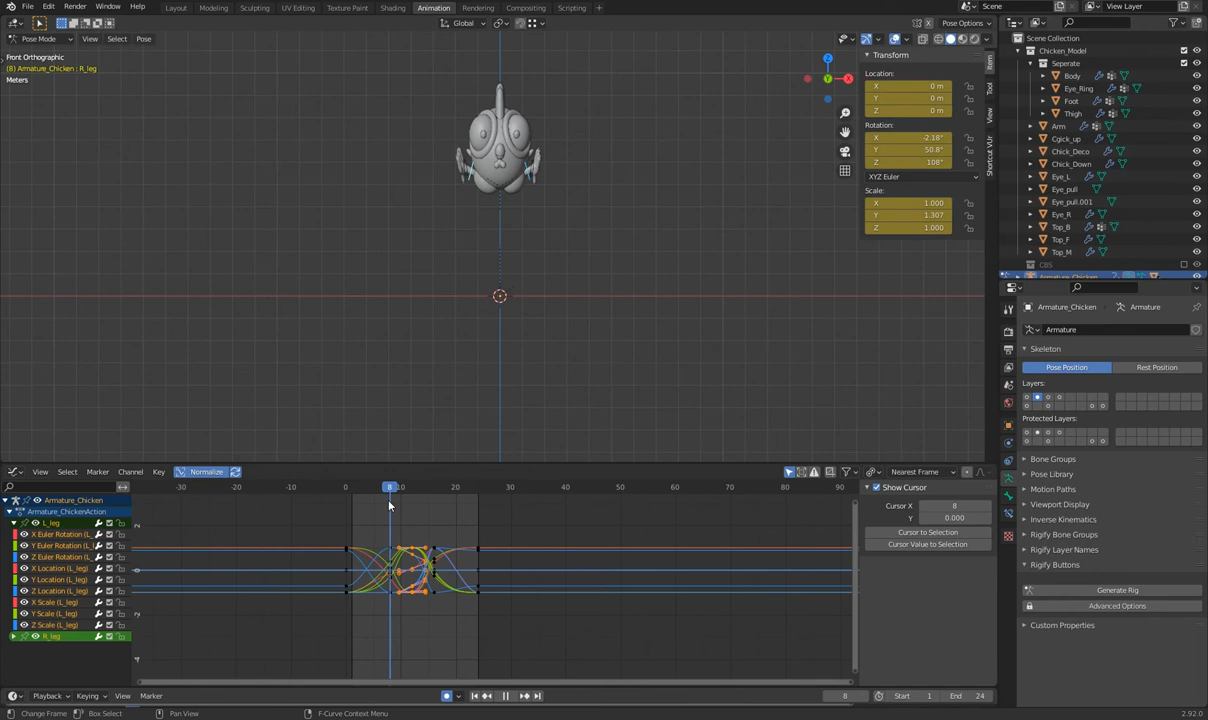 File Edit Render Window Help Layout Modeling Sculpting UV Editing Texture Paint Shading Animation Rendering Compositing Scripting + Scene View Layer
Global Pose Options
Pose Mode View Select Pose
Front Orthographic
(8) Armature_Chicken : R_leg
Meters
Z
Y
X
Transform
Location:
X 0 m
Y 0 m
Z 0 m
Rotation:
X -2.18°
Y 50.8°
Z 108°
XYZ Euler
Scale:
X 1.000
Y 1.307
Z 1.000
Item
Tool
View
Shortcut VUr
Scene Collection
Chicken_Model
Seperate
Body
Eye_Ring
Foot
Thigh
Arm
Cgick_up
Chick_Deco
Chick_Down
Eye_L
Eye_pull
Eye_pull.001
Eye_R
Top_B
Top_F
Top_M
CBS
Armature_Chicken
Armature_Chicken Armature
Armature
Skeleton
Pose Position Rest Position
Layers:
Protected Layers:
Bone Groups
Pose Library
Motion Paths
Viewport Display
Inverse Kinematics
Rigify Bone Groups
Rigify Layer Names
Rigify Buttons
Generate Rig
Advanced Options
Custom Properties
View Select Marker Channel Key Normalize Nearest Frame
-30 -20 -10 0 8 10 20 30 40 50 60 70 80 90
Armature_Chicken
Armature_ChickenAction
L_leg
X Euler Rotation (L_
Y Euler Rotation (L_l
Z Euler Rotation (L_
X Location (L_leg)
Y Location (L_leg)
Z Location (L_leg)
X Scale (L_leg)
Y Scale (L_leg)
Z Scale (L_leg)
R_leg
Show Cursor
Cursor X 8
Y 0.000
Cursor to Selection
Cursor Value to Selection
Playback Keying View Marker 8 Start 1 End 24
Change Frame Box Select Pan View F-Curve Context Menu 2.92.0